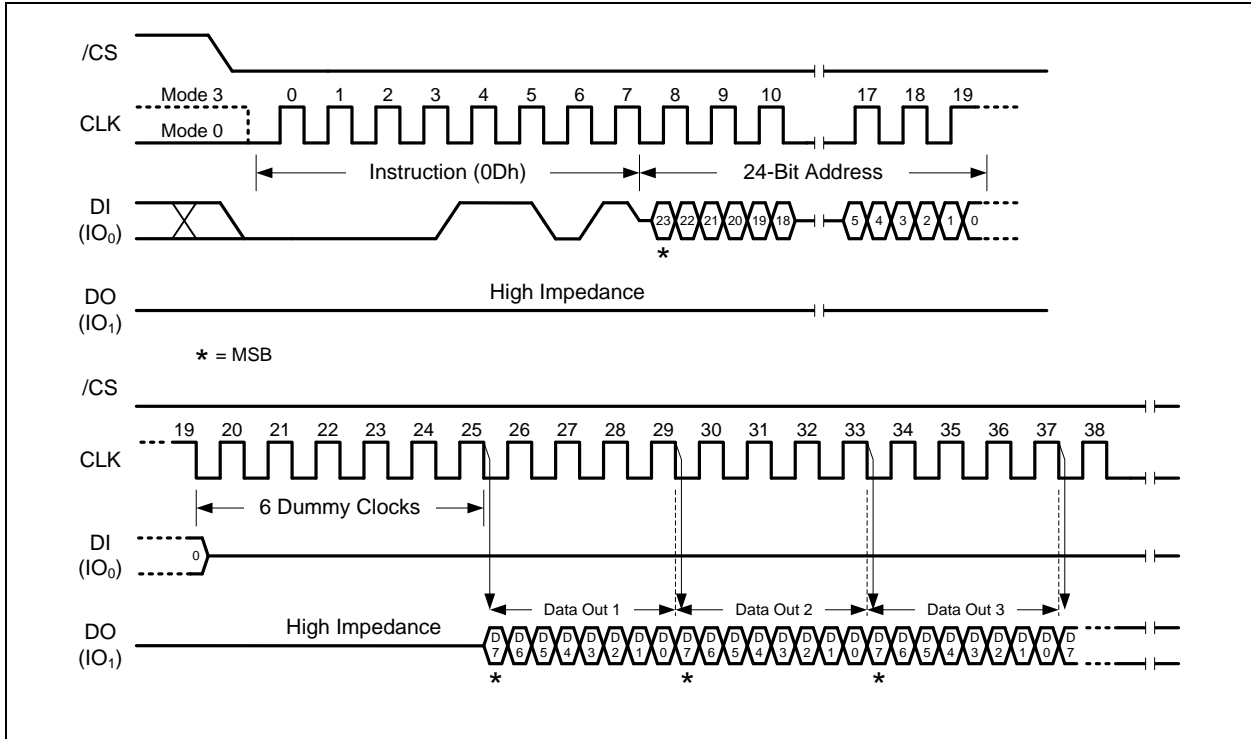 /CS
Mode 3
0 1 2 3 4 5 6 7 8 9 10 17 18 19
CLK
Mode 0
Instruction (0Dh)
24-Bit Address
DI
(IO₀)
23 22 21 20 19 18 5 4 3 2 1 0
*
High Impedance
DO
(IO₁)
* = MSB
/CS
19 20 21 22 23 24 25 26 27 28 29 30 31 32 33 34 35 36 37 38
CLK
6 Dummy Clocks
DI
(IO₀)
0
Data Out 1 Data Out 2 Data Out 3
High Impedance
DO
(IO₁)
D7 D6 D5 D4 D3 D2 D1 D0 D7 D6 D5 D4 D3 D2 D1 D0 D7 D6 D5 D4 D3 D2 D1 D0 D7
* * *